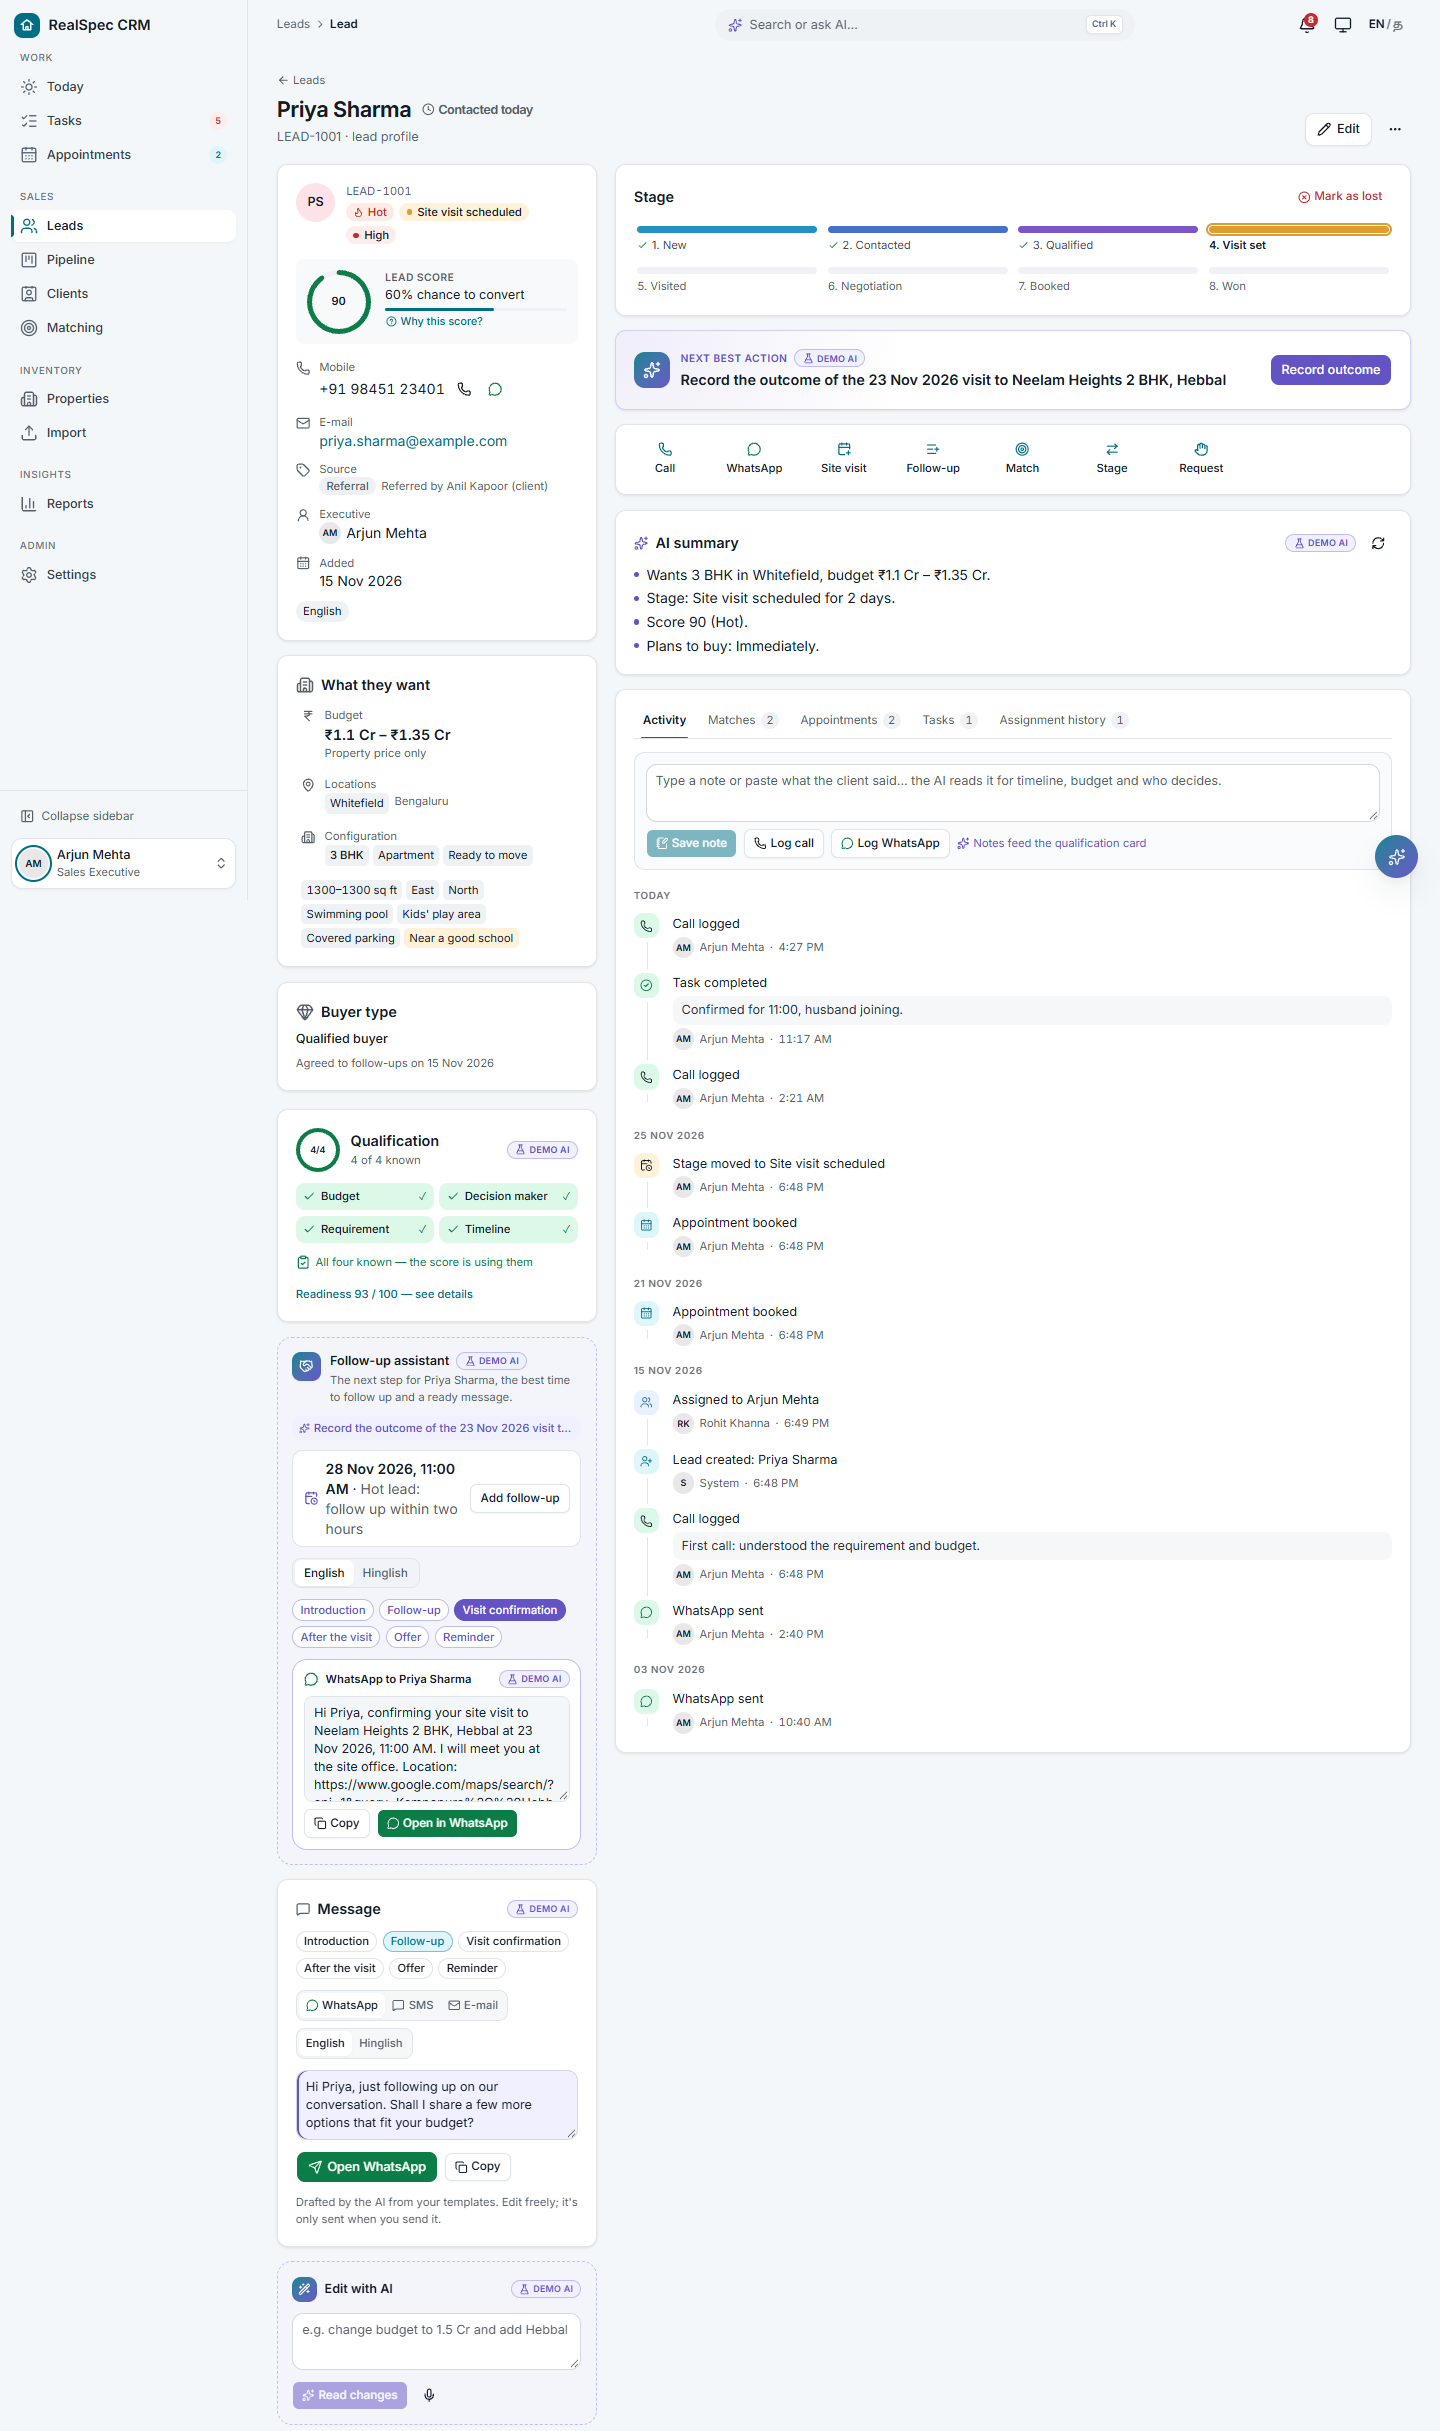 RealSpec CRM
WORK
Today
Tasks 5
Appointments 2
SALES
Leads
Pipeline
Clients
Matching
INVENTORY
Properties
Import
INSIGHTS
Reports
ADMIN
Settings
Collapse sidebar
AM Arjun Mehta
Sales Executive
Leads > Lead
Search or ask AI... Ctrl K
8
EN / த
← Leads
Priya Sharma Contacted today
LEAD-1001 · lead profile
Edit
PS
LEAD-1001
Hot Site visit scheduled
High
90
LEAD SCORE
60% chance to convert
Why this score?
Mobile
+91 98451 23401
E-mail
priya.sharma@example.com
Source
Referral Referred by Anil Kapoor (client)
Executive
AM Arjun Mehta
Added
15 Nov 2026
English
What they want
Budget
₹1.1 Cr – ₹1.35 Cr
Property price only
Locations
Whitefield Bengaluru
Configuration
3 BHK Apartment Ready to move
1300–1300 sq ft East North
Swimming pool Kids' play area
Covered parking Near a good school
Buyer type
Qualified buyer
Agreed to follow-ups on 15 Nov 2026
4/4
Qualification DEMO AI
4 of 4 known
✓ Budget ✓ ✓ Decision maker ✓
✓ Requirement ✓ ✓ Timeline ✓
All four known — the score is using them
Readiness 93 / 100 — see details
Follow-up assistant DEMO AI
The next step for Priya Sharma, the best time
to follow up and a ready message.
Record the outcome of the 23 Nov 2026 visit t...
28 Nov 2026, 11:00
AM · Hot lead:
follow up within two
hours
Add follow-up
English Hinglish
Introduction Follow-up Visit confirmation
After the visit Offer Reminder
WhatsApp to Priya Sharma DEMO AI
Hi Priya, confirming your site visit to
Neelam Heights 2 BHK, Hebbal at 23
Nov 2026, 11:00 AM. I will meet you at
the site office. Location:
https://www.google.com/maps/search/?
Copy Open in WhatsApp
Message DEMO AI
Introduction Follow-up Visit confirmation
After the visit Offer Reminder
WhatsApp SMS E-mail
English Hinglish
Hi Priya, just following up on our
conversation. Shall I share a few more
options that fit your budget?
Open WhatsApp Copy
Drafted by the AI from your templates. Edit freely; it's
only sent when you send it.
Edit with AI DEMO AI
e.g. change budget to 1.5 Cr and add Hebbal
Read changes
Stage Mark as lost
✓ 1. New ✓ 2. Contacted ✓ 3. Qualified 4. Visit set
5. Visited 6. Negotiation 7. Booked 8. Won
NEXT BEST ACTION DEMO AI
Record the outcome of the 23 Nov 2026 visit to Neelam Heights 2 BHK, Hebbal
Record outcome
Call WhatsApp Site visit Follow-up Match Stage Request
AI summary DEMO AI
• Wants 3 BHK in Whitefield, budget ₹1.1 Cr – ₹1.35 Cr.
• Stage: Site visit scheduled for 2 days.
• Score 90 (Hot).
• Plans to buy: Immediately.
Activity Matches 2 Appointments 2 Tasks 1 Assignment history 1
Type a note or paste what the client said... the AI reads it for timeline, budget and who decides.
Save note Log call Log WhatsApp Notes feed the qualification card
TODAY
Call logged
AM Arjun Mehta · 4:27 PM
Task completed
Confirmed for 11:00, husband joining.
AM Arjun Mehta · 11:17 AM
Call logged
AM Arjun Mehta · 2:21 AM
25 NOV 2026
Stage moved to Site visit scheduled
AM Arjun Mehta · 6:48 PM
Appointment booked
AM Arjun Mehta · 6:48 PM
21 NOV 2026
Appointment booked
AM Arjun Mehta · 6:48 PM
15 NOV 2026
Assigned to Arjun Mehta
RK Rohit Khanna · 6:49 PM
Lead created: Priya Sharma
S System · 6:48 PM
Call logged
First call: understood the requirement and budget.
AM Arjun Mehta · 6:48 PM
WhatsApp sent
AM Arjun Mehta · 2:40 PM
03 NOV 2026
WhatsApp sent
AM Arjun Mehta · 10:40 AM